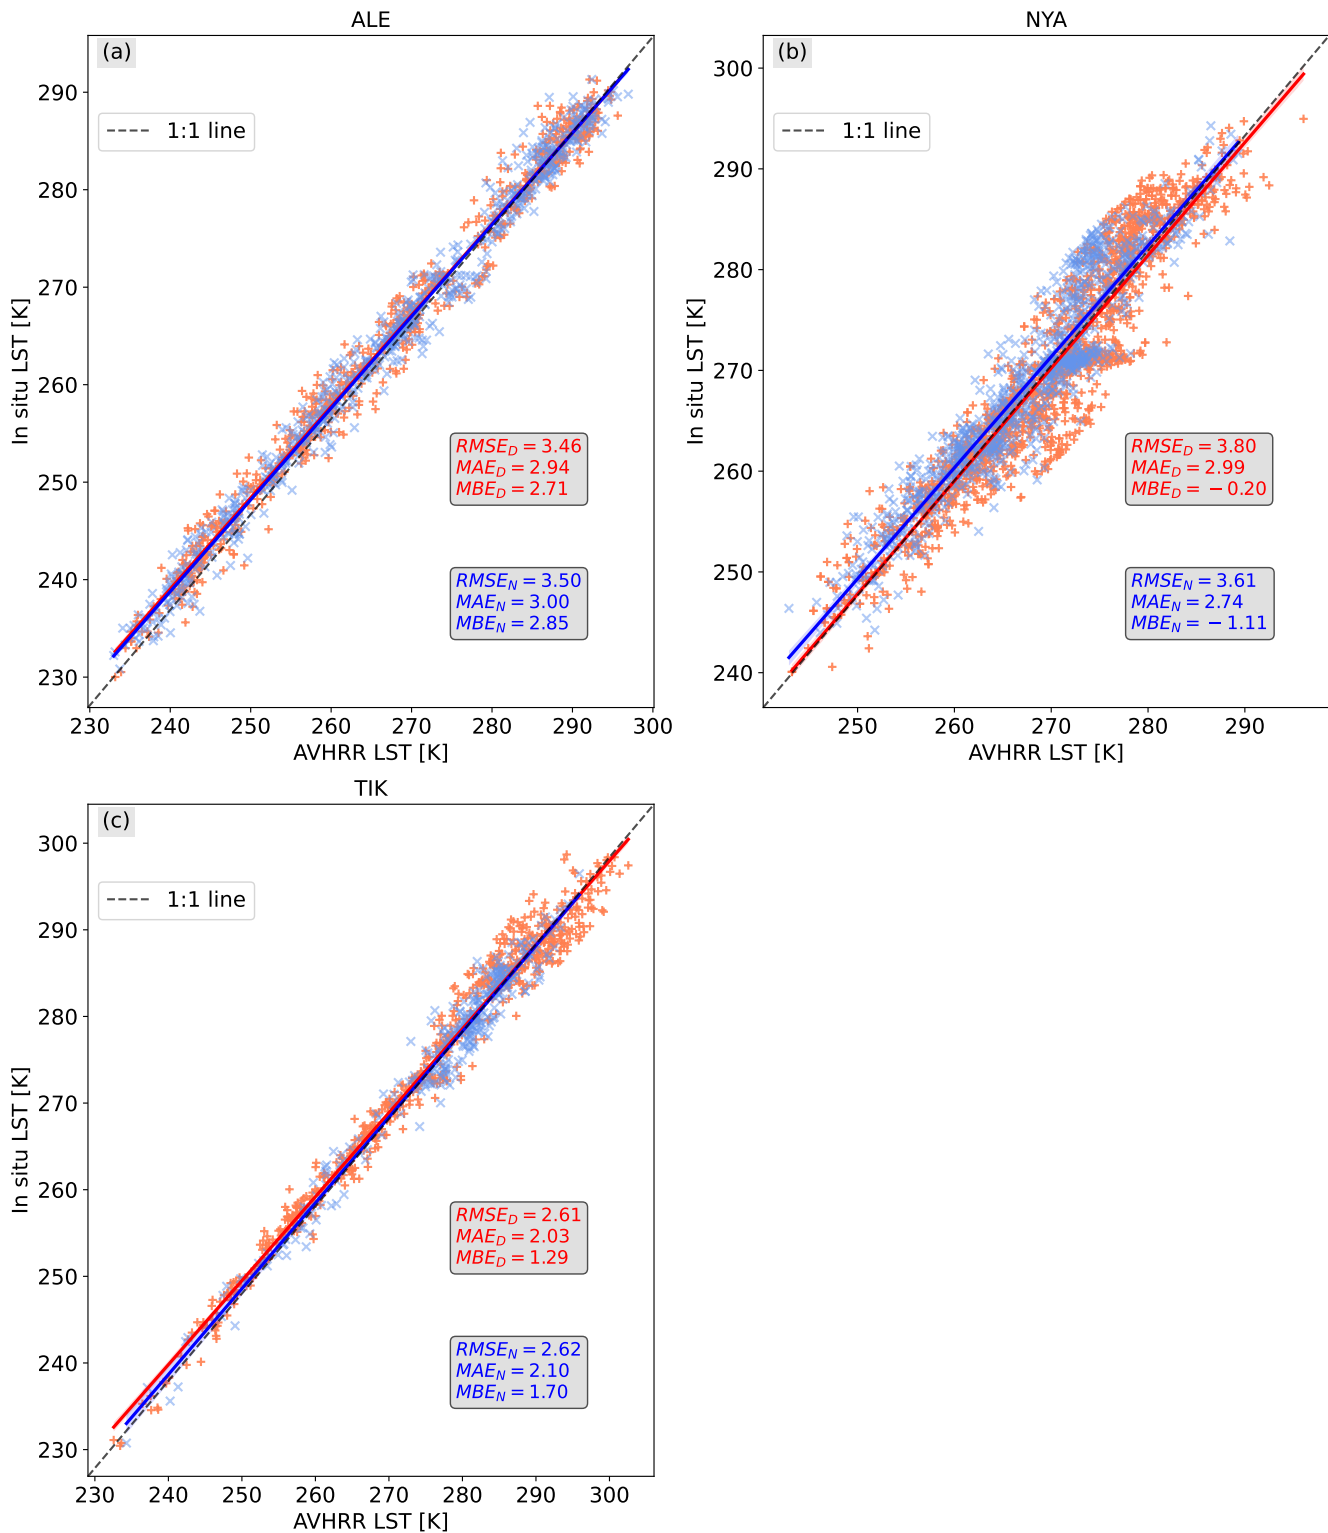 ALE
(a)
1:1 line
290
280
270
260
250
240
230
In situ LST [K]
RMSE_D = 3.46
MAE_D = 2.94
MBE_D = 2.71
RMSE_N = 3.50
MAE_N = 3.00
MBE_N = 2.85
230 240 250 260 270 280 290 300
AVHRR LST [K]
NYA
(b)
1:1 line
300
290
280
270
260
250
240
In situ LST [K]
RMSE_D = 3.80
MAE_D = 2.99
MBE_D = −0.20
RMSE_N = 3.61
MAE_N = 2.74
MBE_N = −1.11
250 260 270 280 290
AVHRR LST [K]
TIK
(c)
1:1 line
300
290
280
270
260
250
240
230
In situ LST [K]
RMSE_D = 2.61
MAE_D = 2.03
MBE_D = 1.29
RMSE_N = 2.62
MAE_N = 2.10
MBE_N = 1.70
230 240 250 260 270 280 290 300
AVHRR LST [K]